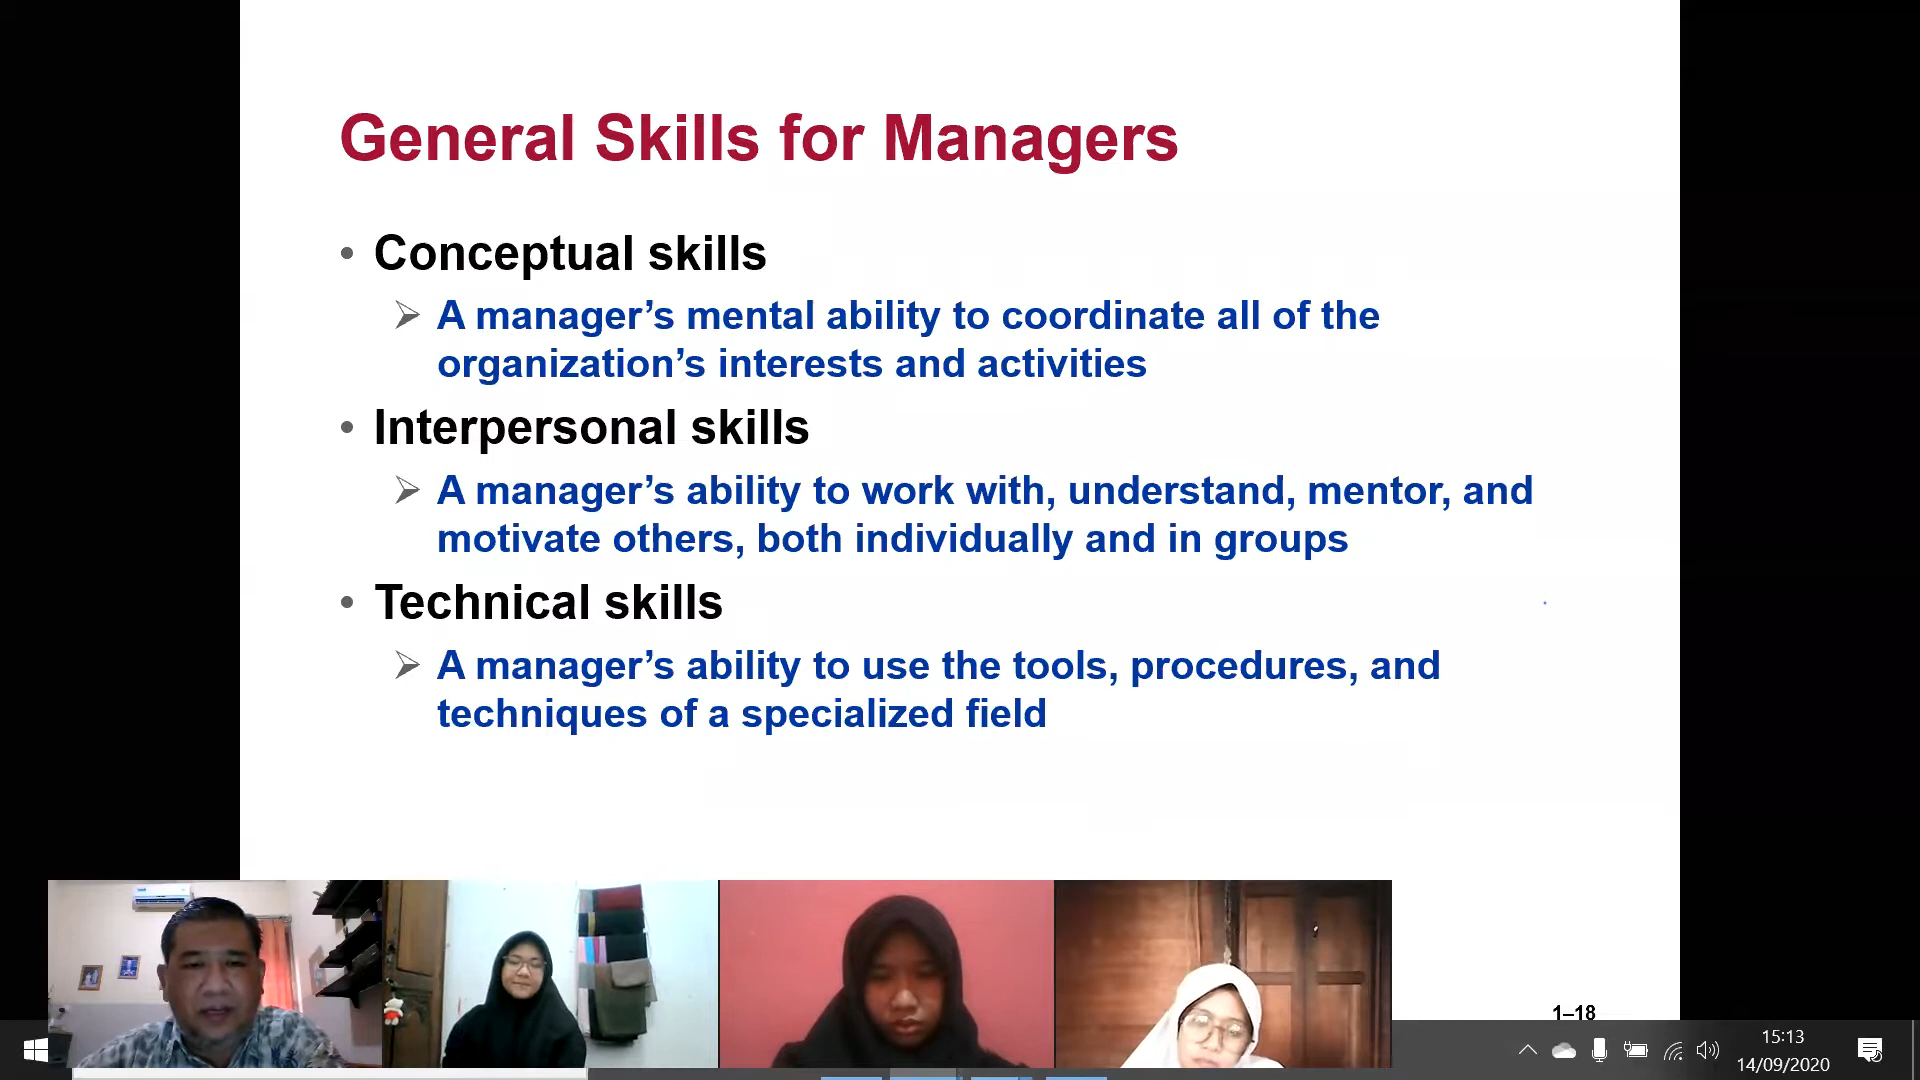 General Skills for Managers
• Conceptual skills
➢ A manager’s mental ability to coordinate all of the
organization’s interests and activities
• Interpersonal skills
➢ A manager’s ability to work with, understand, mentor, and
motivate others, both individually and in groups
• Technical skills
➢ A manager’s ability to use the tools, procedures, and
techniques of a specialized field
1–18
15:13
14/09/2020